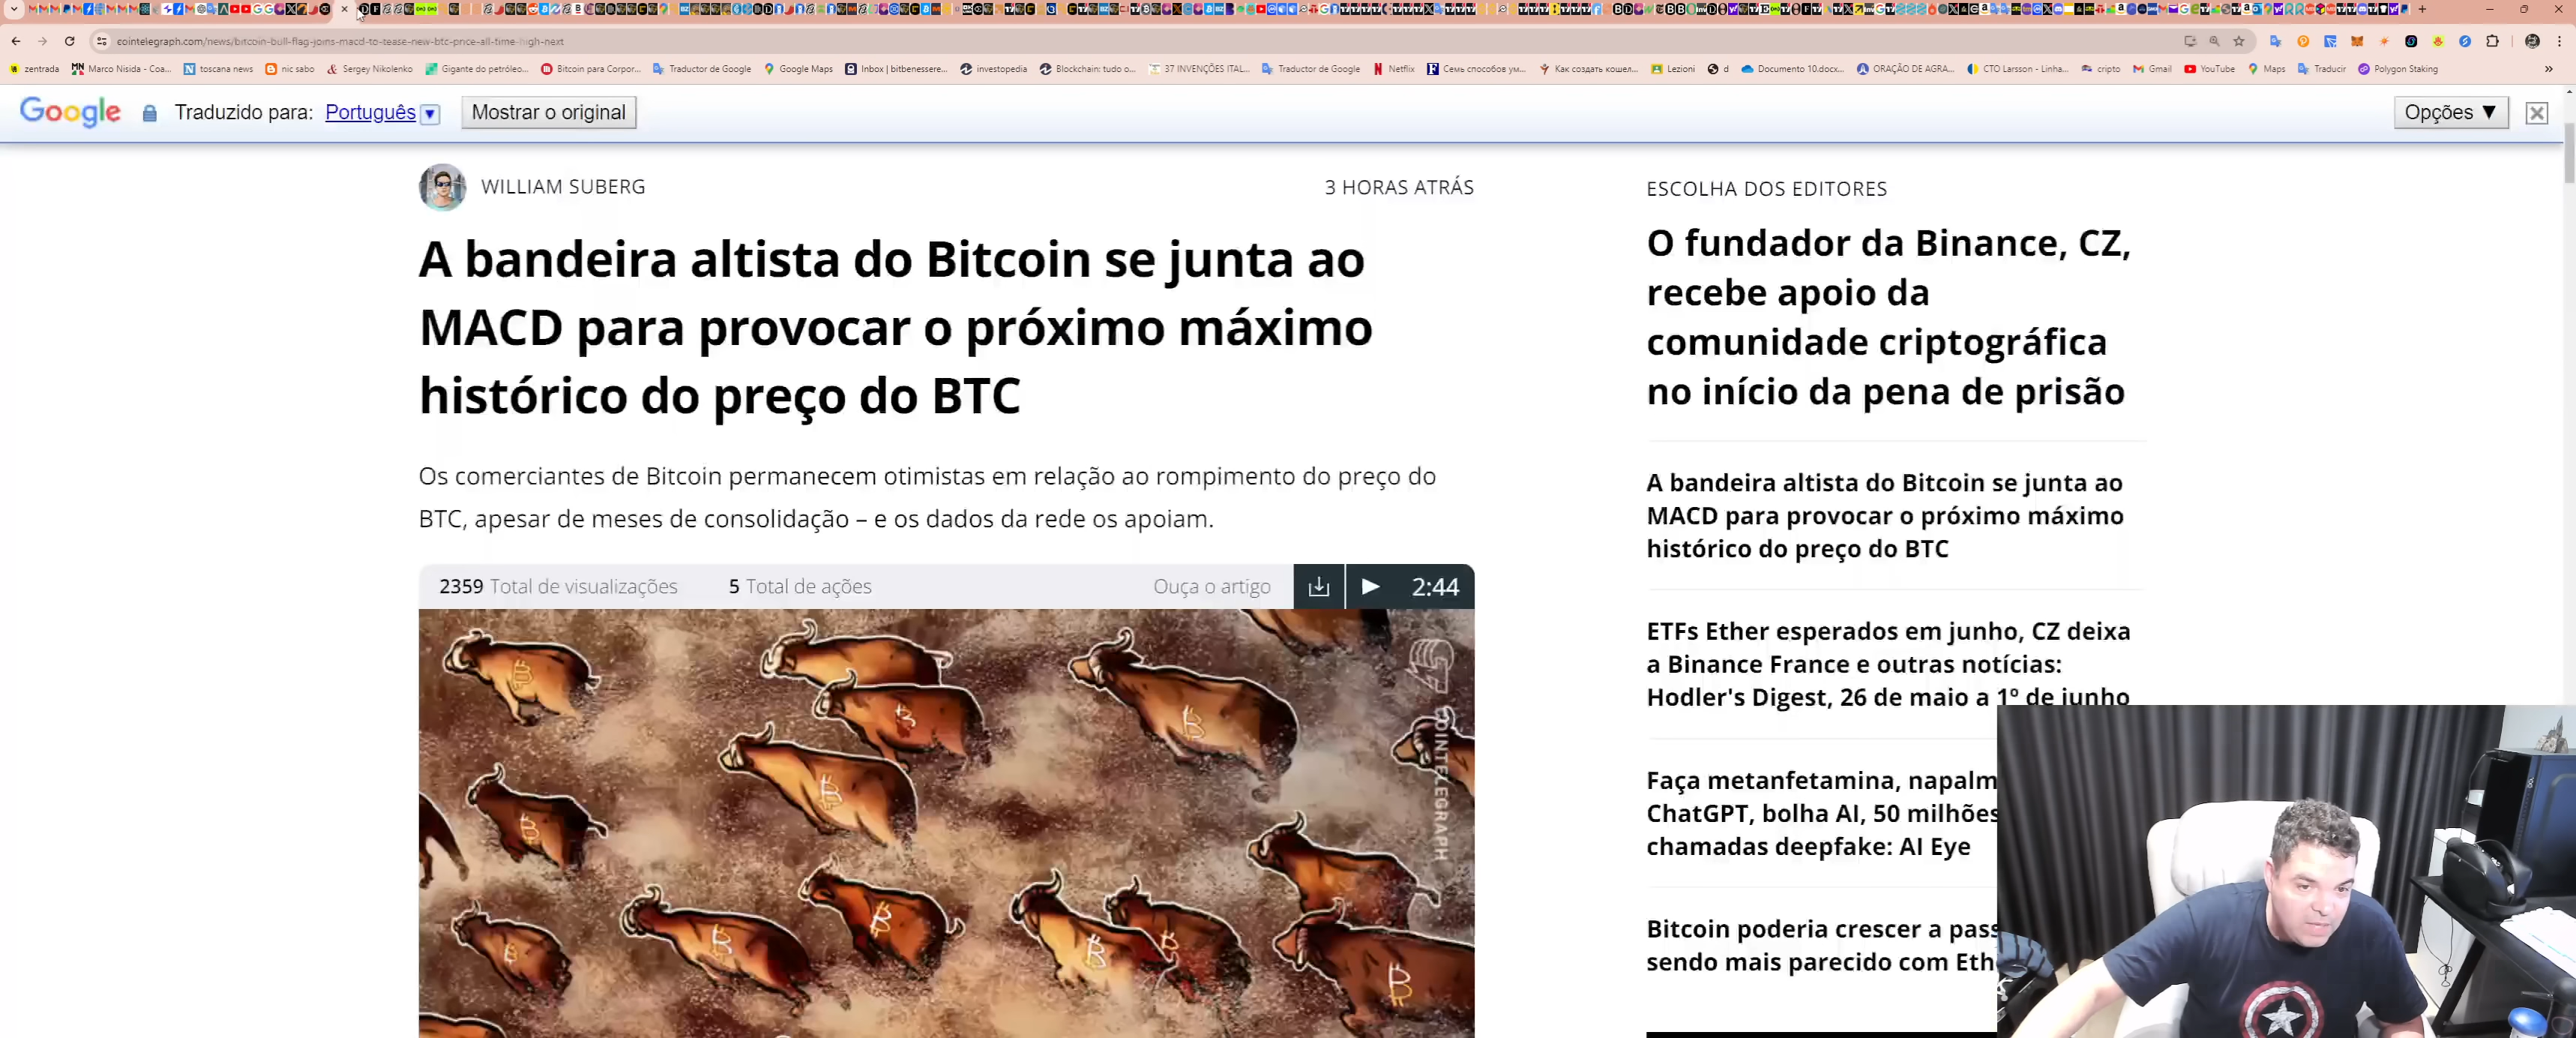 cointelegraph.com/news/bitcoin-bull-flag-joins-macd-to-tease-new-btc-price-all-time-high-next
zentrada
Marco Nisida - Coa...
toscana news
nic sabo
Sergey Nikolenko
Gigante do petróleo...
Bitcoin para Corpor...
Traductor de Google
Google Maps
Inbox | bitbenessere...
investopedia
Blockchain: tudo o...
37 INVENÇÕES ITAL...
Traductor de Google
Netflix
Семь способов ум...
Как создать кошел...
Lezioni
d
Documento 10.docx...
ORAÇÃO DE AGRA...
CTO Larsson - Linha...
cripto
Gmail
YouTube
Maps
Traducir
Polygon Staking
Google
Traduzido para: Português
Mostrar o original
Opções ▼
WILLIAM SUBERG
3 HORAS ATRÁS
A bandeira altista do Bitcoin se junta ao
MACD para provocar o próximo máximo
histórico do preço do BTC
Os comerciantes de Bitcoin permanecem otimistas em relação ao rompimento do preço do
BTC, apesar de meses de consolidação – e os dados da rede os apoiam.
2359 Total de visualizações
5 Total de ações
Ouça o artigo
2:44
COINTELEGRAPH
ESCOLHA DOS EDITORES
O fundador da Binance, CZ,
recebe apoio da
comunidade criptográfica
no início da pena de prisão
A bandeira altista do Bitcoin se junta ao
MACD para provocar o próximo máximo
histórico do preço do BTC
ETFs Ether esperados em junho, CZ deixa
a Binance France e outras notícias:
Hodler's Digest, 26 de maio a 1º de junho
Faça metanfetamina, napalm
ChatGPT, bolha AI, 50 milhões
chamadas deepfake: AI Eye
Bitcoin poderia crescer a pass
sendo mais parecido com Eth